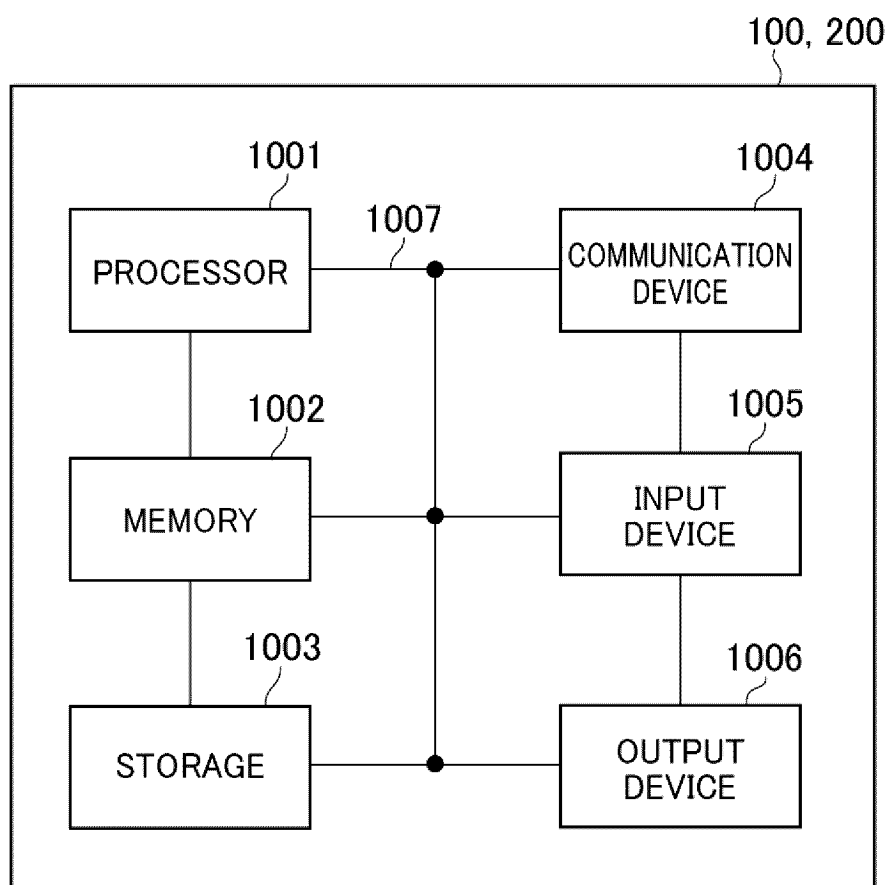 100, 200
1001
PROCESSOR
1007
1004
COMMUNICATION
DEVICE
1002
MEMORY
1005
INPUT
DEVICE
1003
STORAGE
1006
OUTPUT
DEVICE